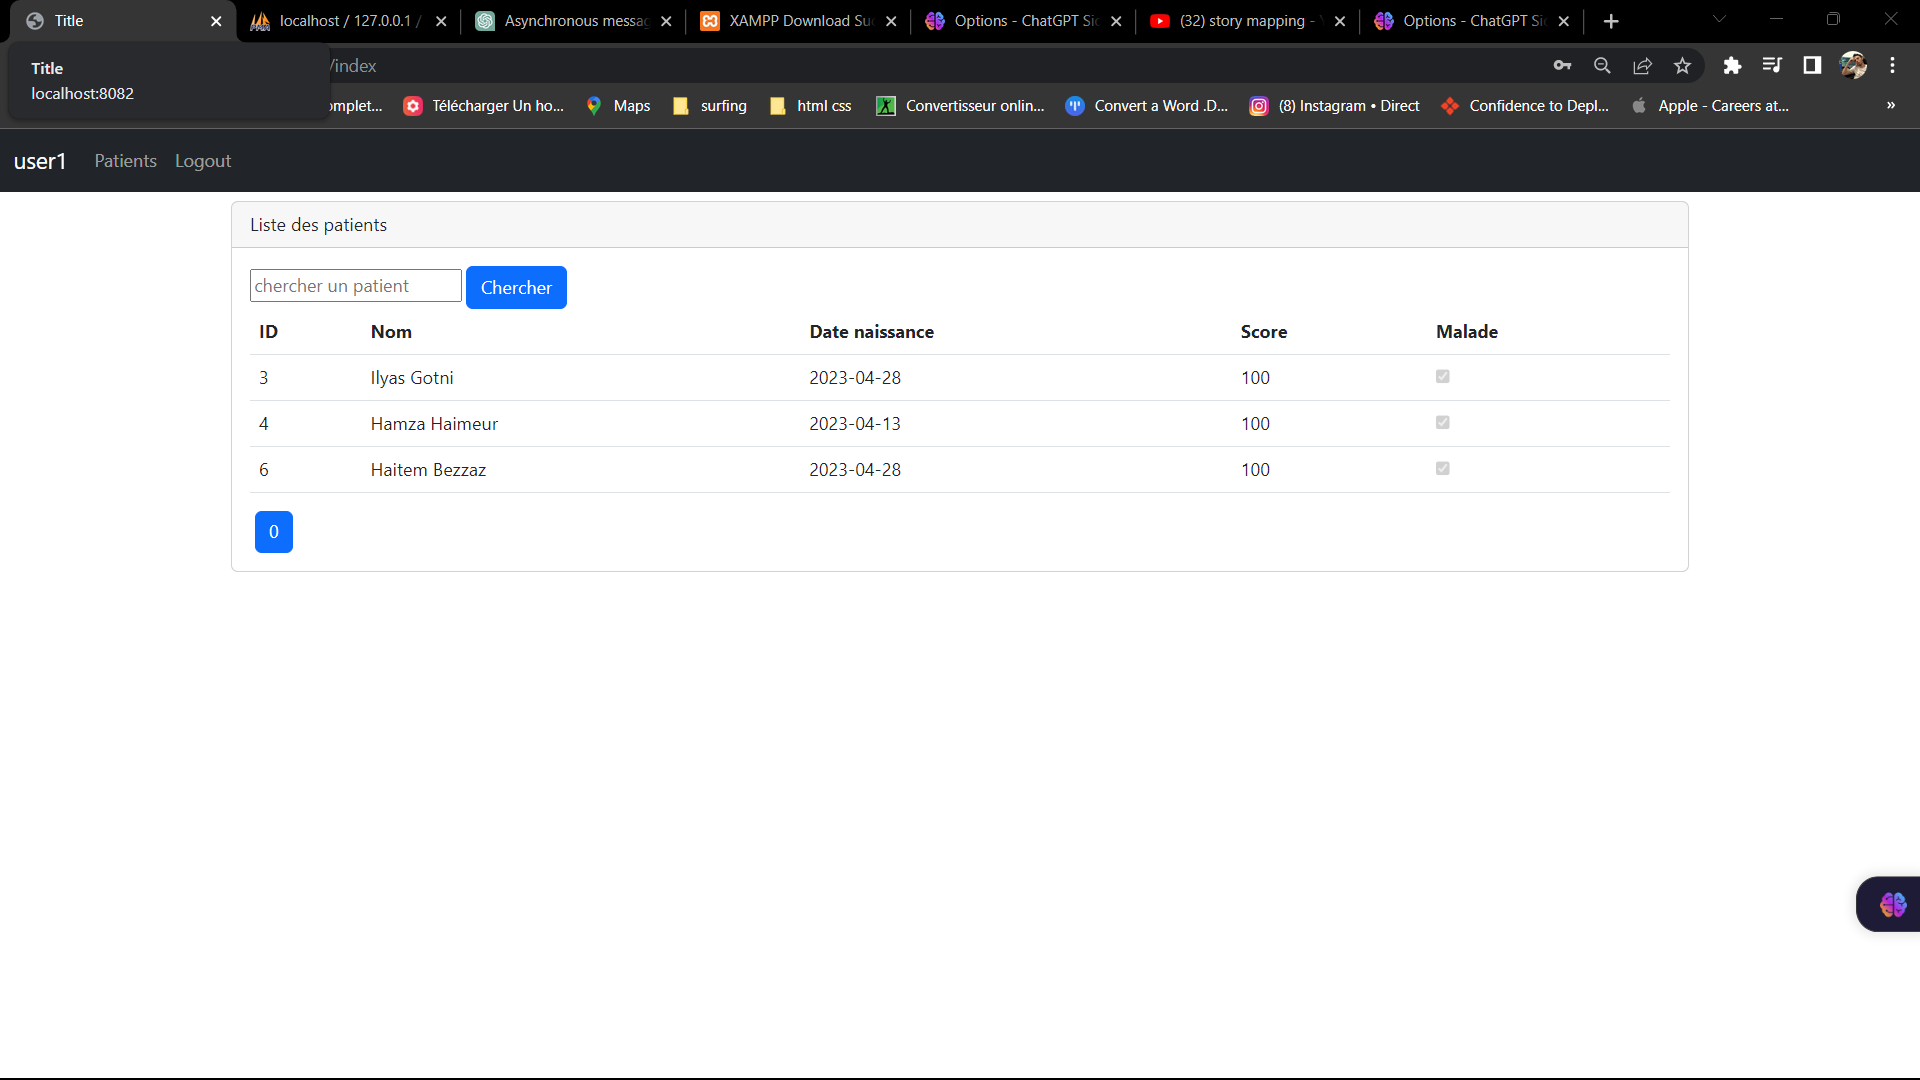 Title
localhost / 127.0.0.1 /
Asynchronous messag
XAMPP Download Suc
Options - ChatGPT Sid
(32) story mapping -
Options - ChatGPT Sid
Title
localhost:8082
/index
omplet...
Télécharger Un ho...
Maps
surfing
html css
Convertisseur onlin...
Convert a Word .D...
(8) Instagram • Direct
Confidence to Depl...
Apple - Careers at...
»
user1 Patients Logout
Liste des patients
chercher un patient Chercher
ID Nom Date naissance Score Malade
3 Ilyas Gotni 2023-04-28 100
4 Hamza Haimeur 2023-04-13 100
6 Haitem Bezzaz 2023-04-28 100
0